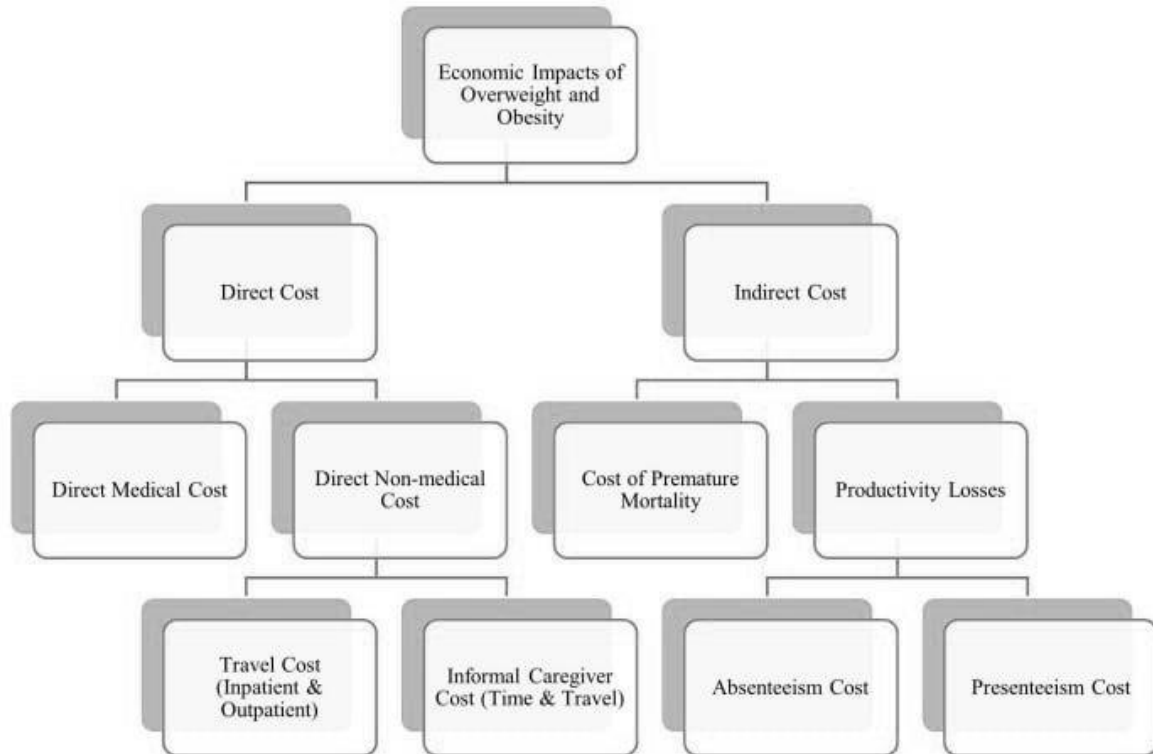 Economic Impacts of
Overweight and
Obesity
Direct Cost
Indirect Cost
Direct Medical Cost
Direct Non-medical
Cost
Cost of Premature
Mortality
Productivity Losses
Travel Cost
(Inpatient &
Outpatient)
Informal Caregiver
Cost (Time & Travel)
Absenteeism Cost
Presenteeism Cost